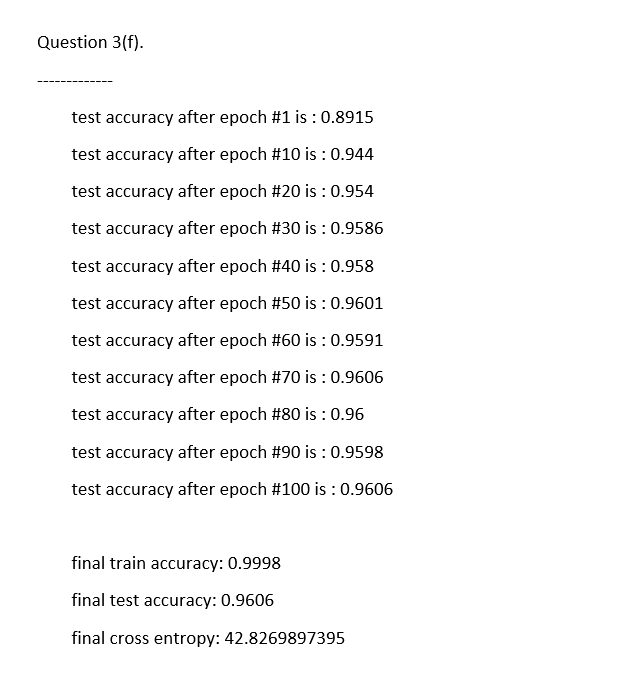 Question 3(f).
-------------
test accuracy after epoch #1 is : 0.8915
test accuracy after epoch #10 is : 0.944
test accuracy after epoch #20 is : 0.954
test accuracy after epoch #30 is : 0.9586
test accuracy after epoch #40 is : 0.958
test accuracy after epoch #50 is : 0.9601
test accuracy after epoch #60 is : 0.9591
test accuracy after epoch #70 is : 0.9606
test accuracy after epoch #80 is : 0.96
test accuracy after epoch #90 is : 0.9598
test accuracy after epoch #100 is : 0.9606
final train accuracy: 0.9998
final test accuracy: 0.9606
final cross entropy: 42.8269897395